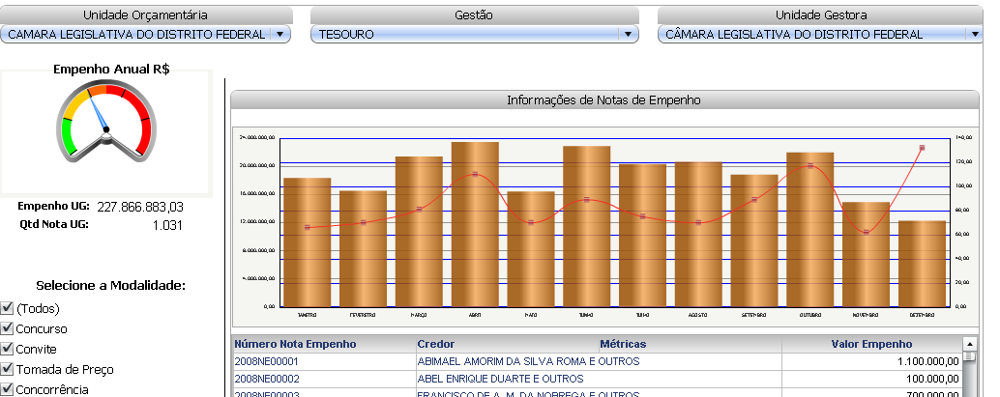 Unidade Orçamentária
Gestão
Unidade Gestora
CAMARA LEGISLATIVA DO DISTRITO FEDERAL
TESOURO
CÂMARA LEGISLATIVA DO DISTRITO FEDERAL
Empenho Anual R$
Informações de Notas de Empenho
24.000.000,00
20.000.000,00
16.000.000,00
12.000.000,00
8.000.000,00
4.000.000,00
0,00
140,00
120,00
100,00
80,00
60,00
40,00
20,00
0,00
JANEIRO FEVEREIRO MARÇO ABRIL MAIO JUNHO JULHO AGOSTO SETEMBRO OUTUBRO NOVEMBRO DEZEMBRO
Empenho UG: 227.866.883,03
Qtd Nota UG: 1.031
Selecione a Modalidade:
(Todos)
Concurso
Convite
Tomada de Preço
Concorrência
Número Nota Empenho Credor Métricas Valor Empenho
2008NE00001 ABIMAEL AMORIM DA SILVA ROMA E OUTROS 1.100.000,00
2008NE00002 ABEL ENRIQUE DUARTE E OUTROS 100.000,00
2008NE00003 FRANCISCO DE A. M. DA NOBREGA E OUTROS 700.000,00